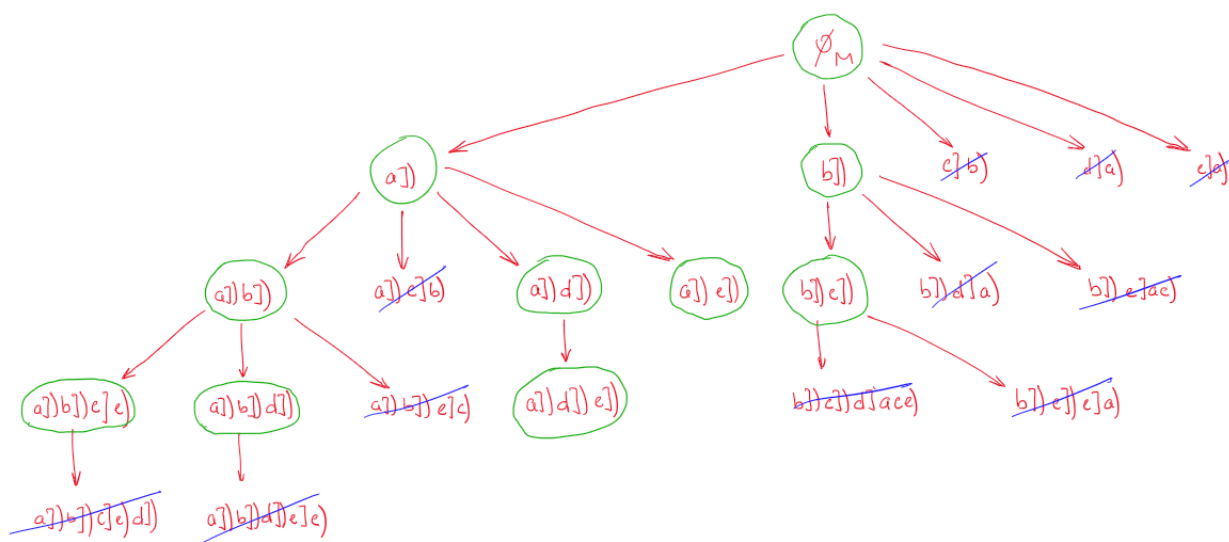 ∅M
a]) b]) c]b) d]a) e]a)
a])b]) a])c]b) a])d]) a])e]) b])c]) b])d]a) b])e]ac)
a])b])c]e) a])b])d]) a])b])e]c) a])d])e]) b])c])d]ace) b])c])e]a)
a])b])c]e)d]) a])b])d])e]c)